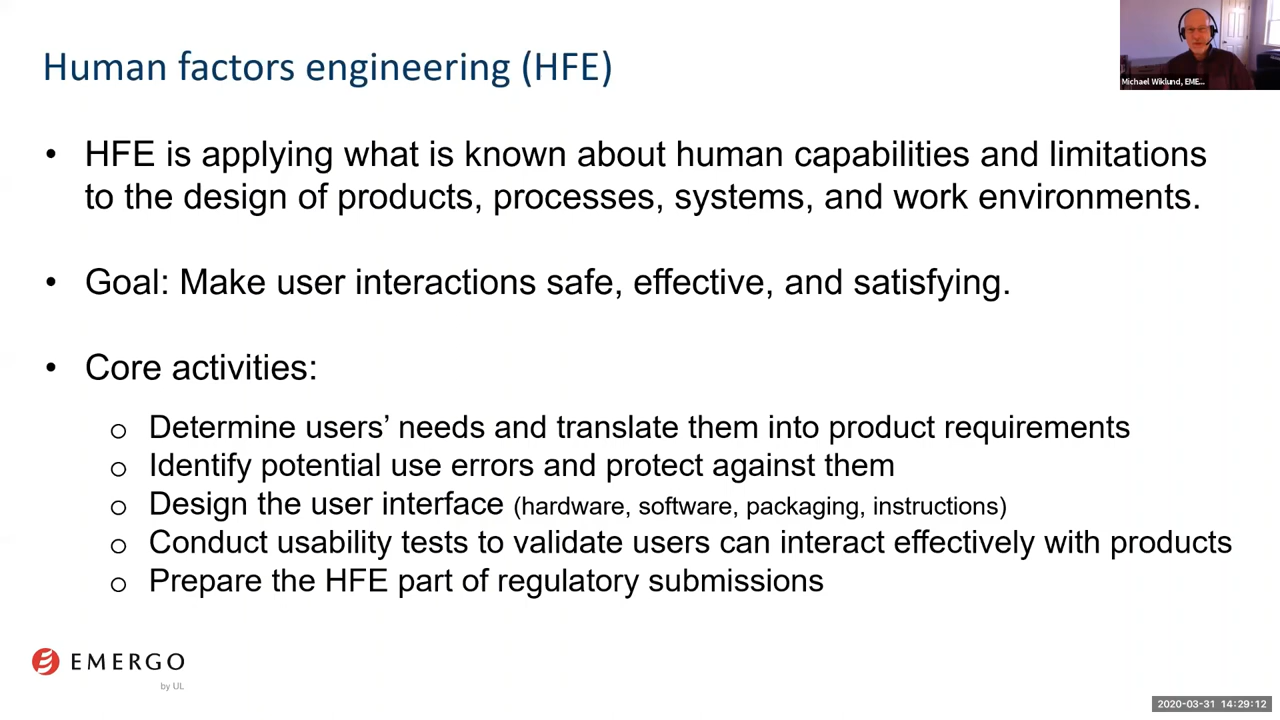 Human factors engineering (HFE)
Michael Wiklund, EME...
• HFE is applying what is known about human capabilities and limitations
to the design of products, processes, systems, and work environments.
• Goal: Make user interactions safe, effective, and satisfying.
• Core activities:
o Determine users’ needs and translate them into product requirements
o Identify potential use errors and protect against them
o Design the user interface (hardware, software, packaging, instructions)
o Conduct usability tests to validate users can interact effectively with products
o Prepare the HFE part of regulatory submissions
EMERGO
by UL
2020-03-31 14:29:12